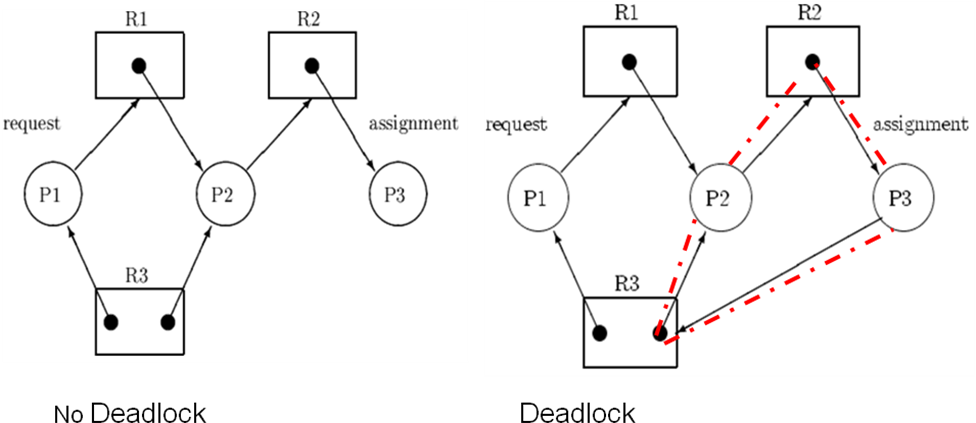 R1
R2
request
assignment
P1
P2
P3
R3
No Deadlock
R1
R2
request
assignment
P1
P2
P3
R3
Deadlock